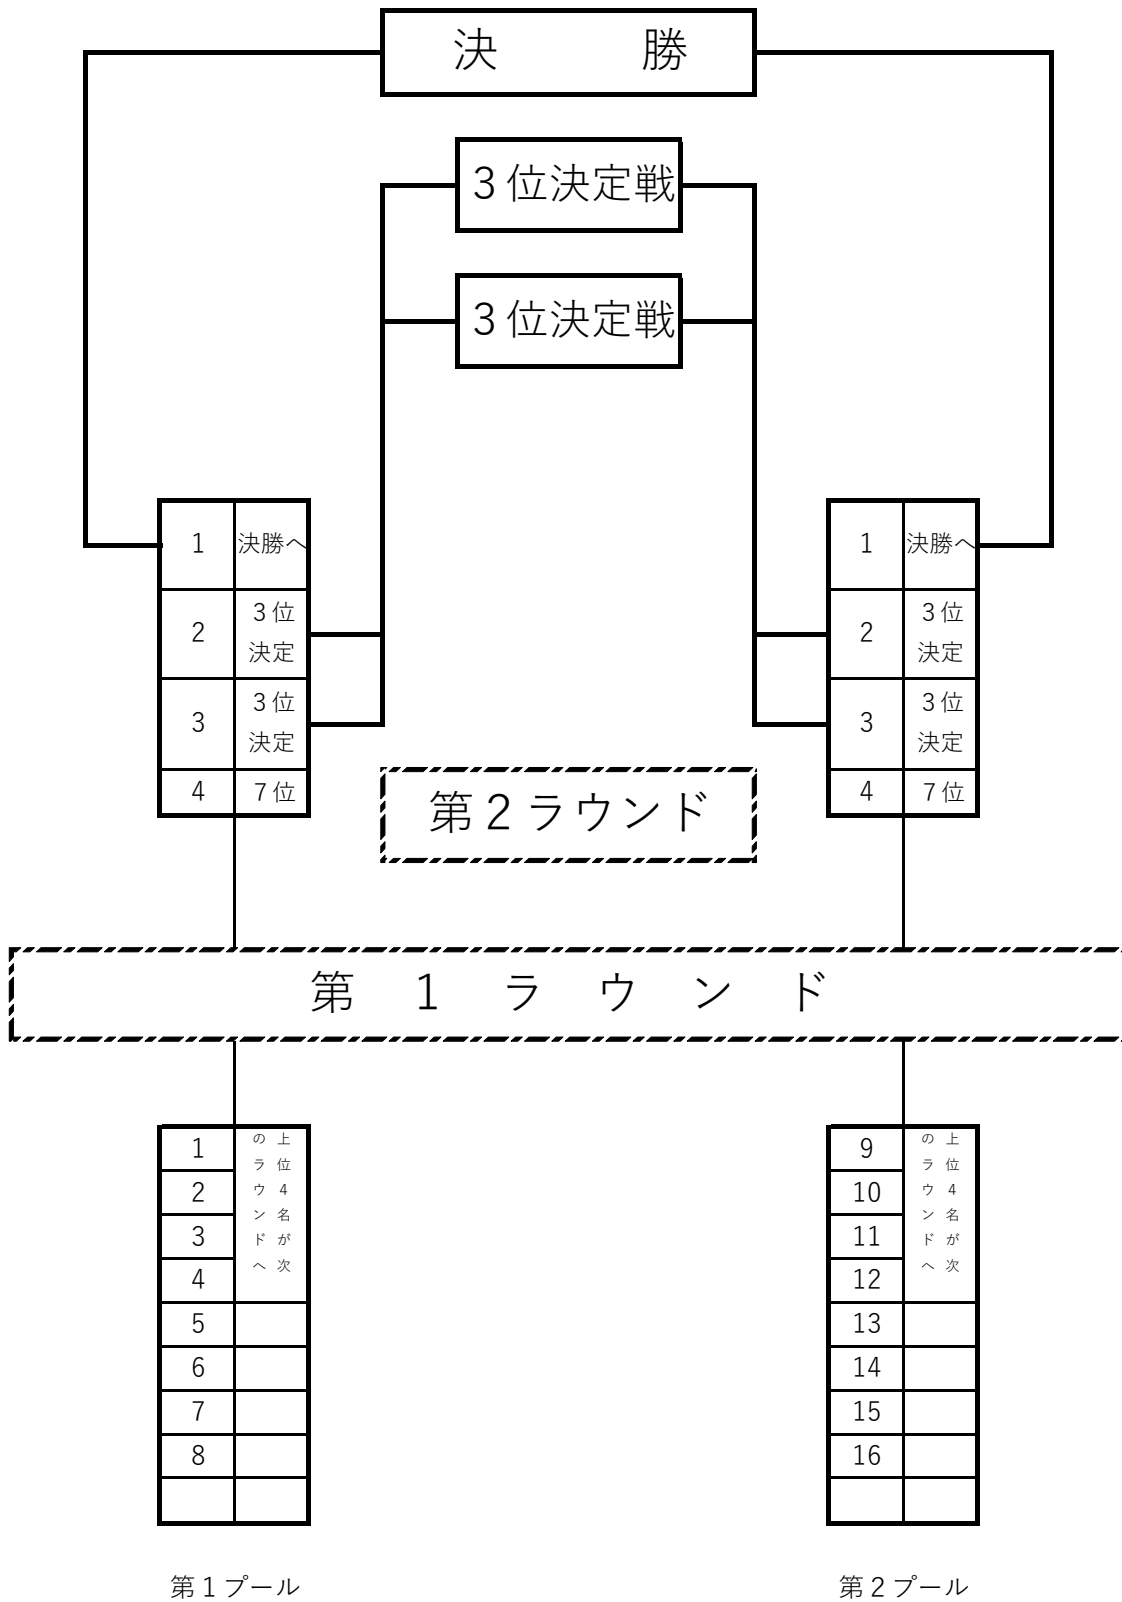 決　勝
３位決定戦
３位決定戦
1 決勝へ
2 ３位
決定
3 ３位
決定
4 ７位
1 決勝へ
2 ３位
決定
3 ３位
決定
4 ７位
第２ラウンド
第１ラウンド
1
2
3
4
5
6
7
8
上位4名が次
のラウンドへ
9
10
11
12
13
14
15
16
上位4名が次
のラウンドへ
第１プール
第２プール